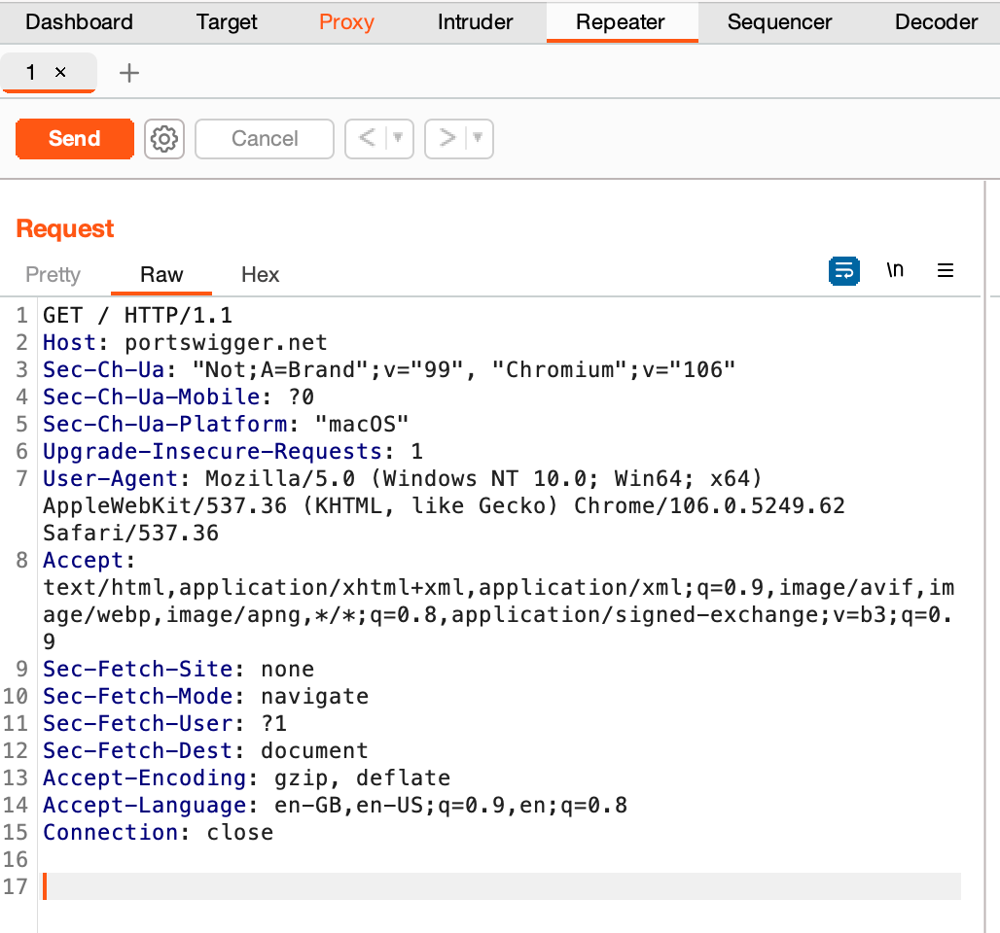 Dashboard Target Proxy Intruder Repeater Sequencer Decoder
1 × +
Send Cancel < ▼ > ▼
Request
Pretty Raw Hex \n ≡
1 GET / HTTP/1.1
2 Host: portswigger.net
3 Sec-Ch-Ua: "Not;A=Brand";v="99", "Chromium";v="106"
4 Sec-Ch-Ua-Mobile: ?0
5 Sec-Ch-Ua-Platform: "macOS"
6 Upgrade-Insecure-Requests: 1
7 User-Agent: Mozilla/5.0 (Windows NT 10.0; Win64; x64)
AppleWebKit/537.36 (KHTML, like Gecko) Chrome/106.0.5249.62
Safari/537.36
8 Accept:
text/html,application/xhtml+xml,application/xml;q=0.9,image/avif,im
age/webp,image/apng,*/*;q=0.8,application/signed-exchange;v=b3;q=0.
9
9 Sec-Fetch-Site: none
10 Sec-Fetch-Mode: navigate
11 Sec-Fetch-User: ?1
12 Sec-Fetch-Dest: document
13 Accept-Encoding: gzip, deflate
14 Accept-Language: en-GB,en-US;q=0.9,en;q=0.8
15 Connection: close
16
17